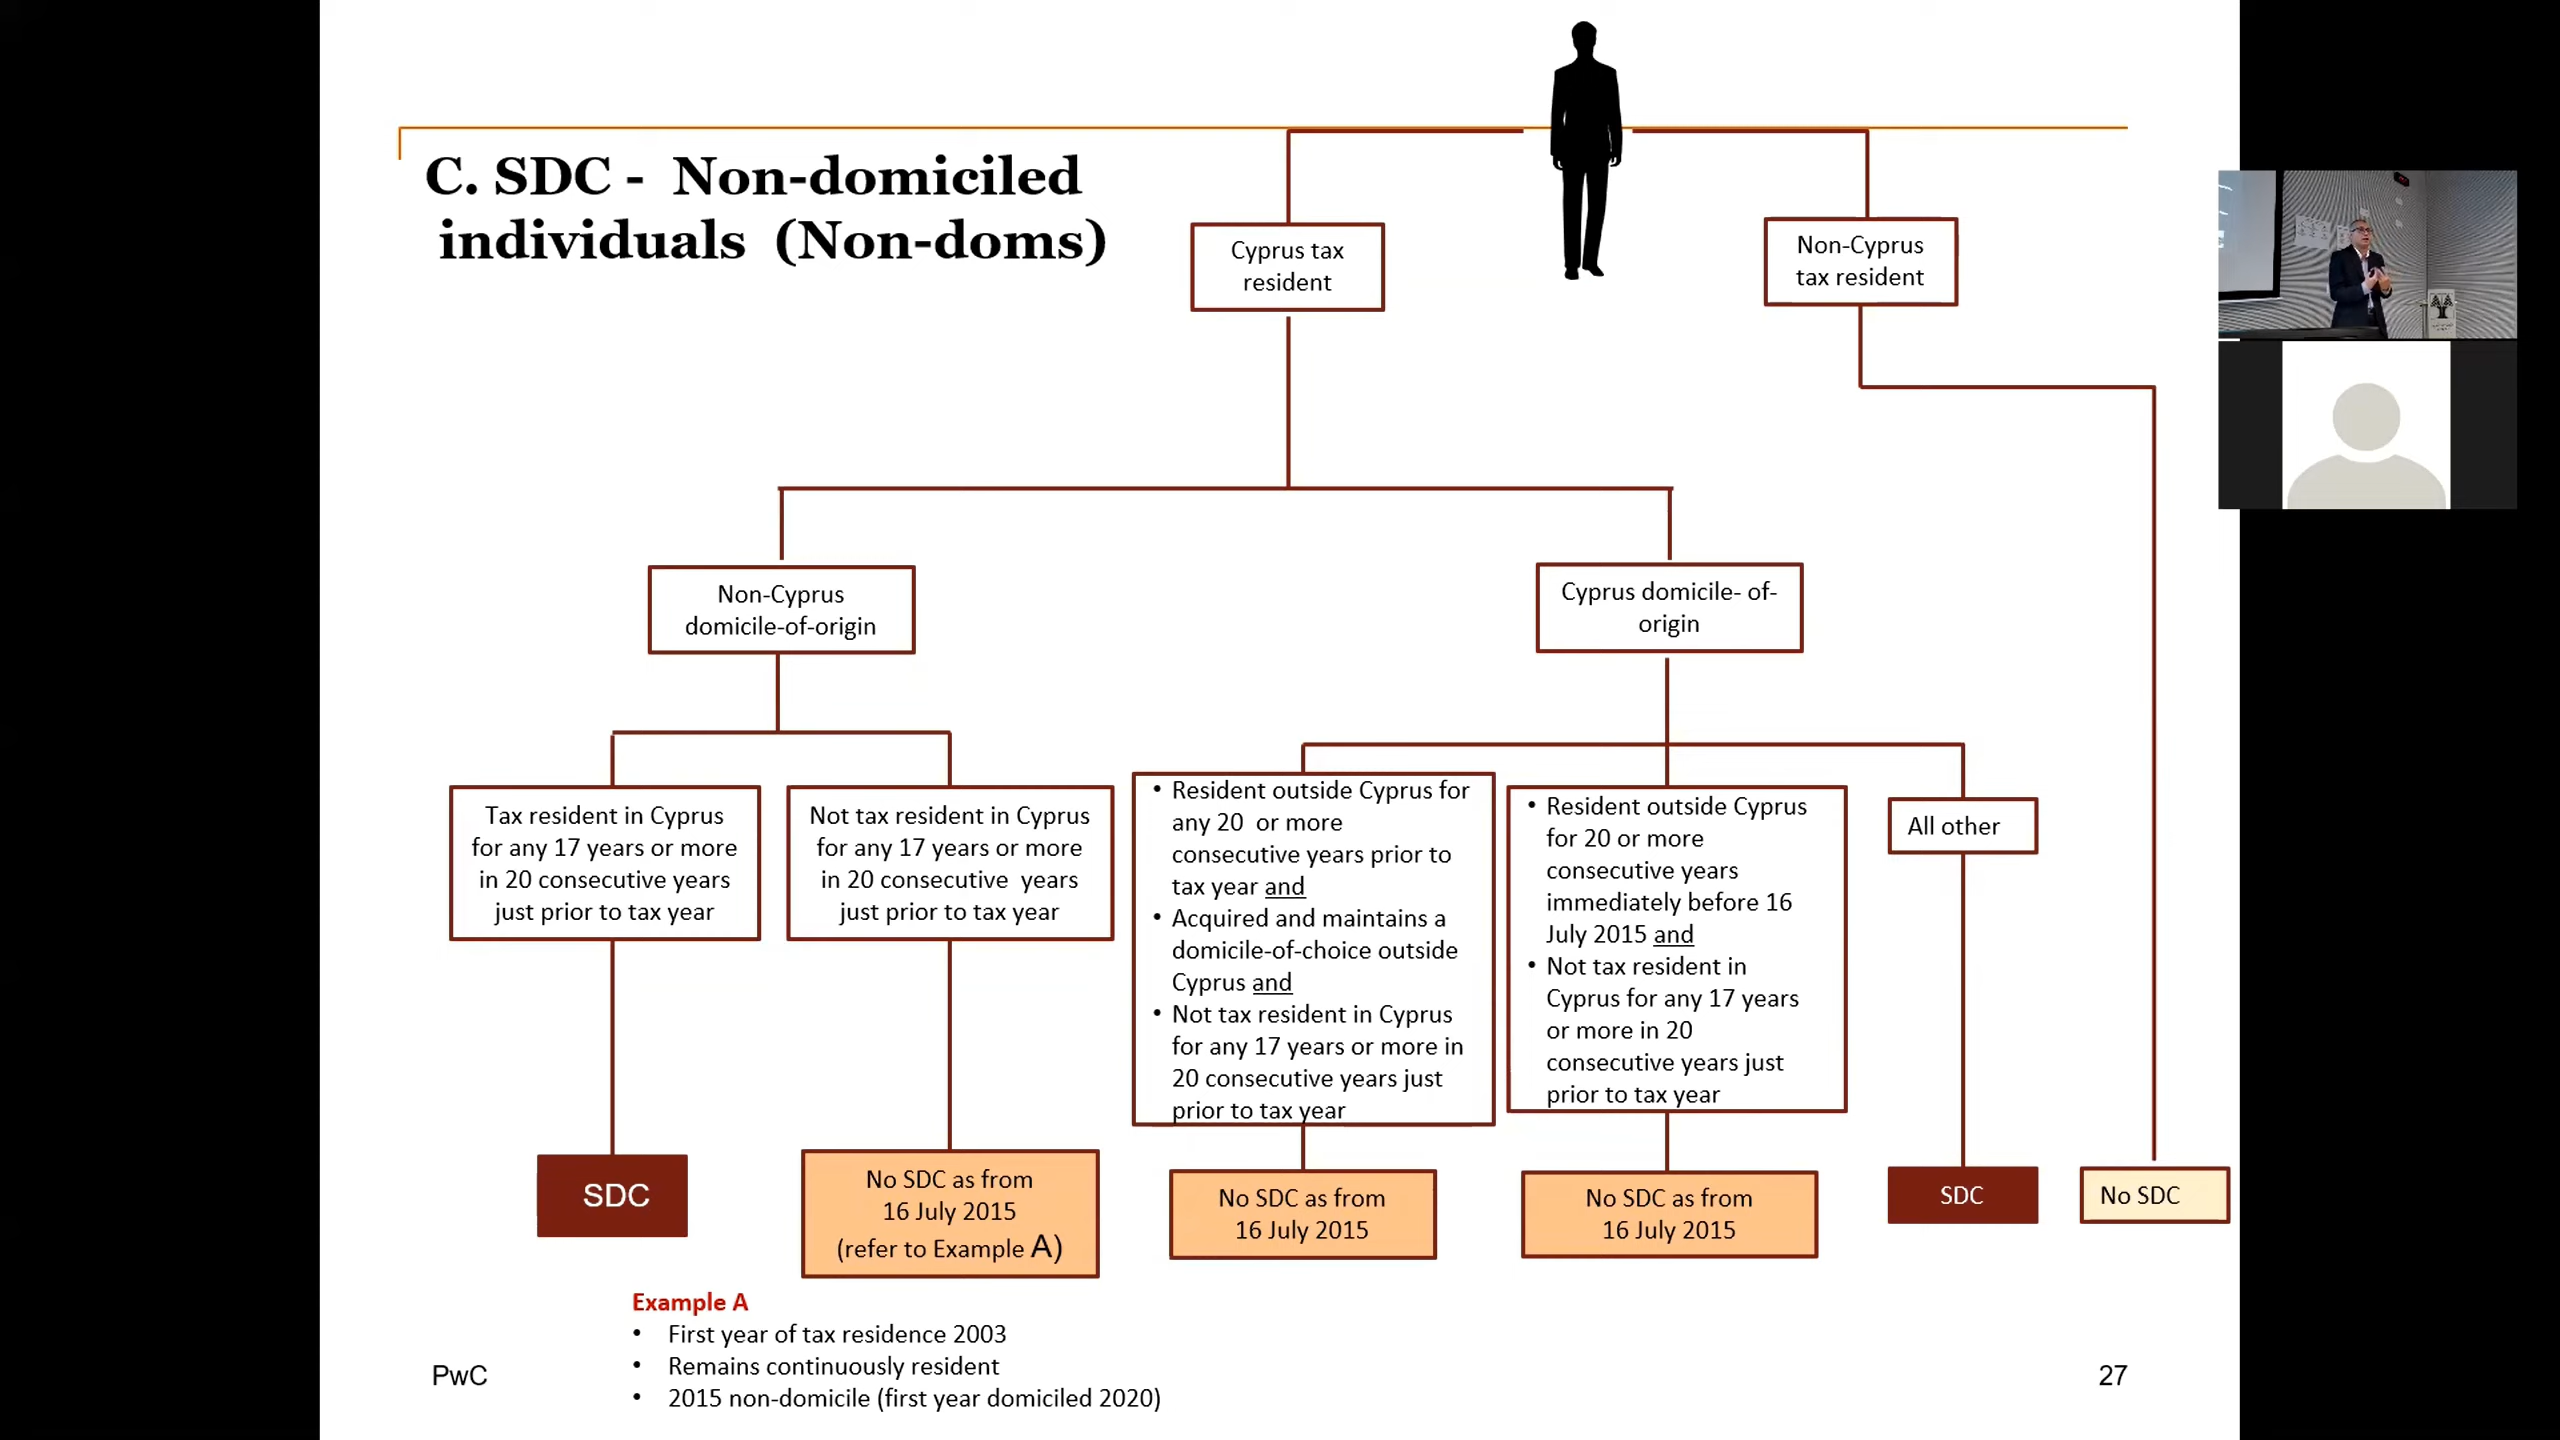 C. SDC - Non-domiciled
individuals (Non-doms)
Cyprus tax
resident
Non-Cyprus
tax resident
Non-Cyprus
domicile-of-origin
Cyprus domicile- of-
origin
Tax resident in Cyprus
for any 17 years or more
in 20 consecutive years
just prior to tax year
Not tax resident in Cyprus
for any 17 years or more
in 20 consecutive years
just prior to tax year
• Resident outside Cyprus for
any 20 or more
consecutive years prior to
tax year and
• Acquired and maintains a
domicile-of-choice outside
Cyprus and
• Not tax resident in Cyprus
for any 17 years or more in
20 consecutive years just
prior to tax year
• Resident outside Cyprus
for 20 or more
consecutive years
immediately before 16
July 2015 and
• Not tax resident in
Cyprus for any 17 years
or more in 20
consecutive years just
prior to tax year
All other
SDC
No SDC as from
16 July 2015
(refer to Example A)
No SDC as from
16 July 2015
No SDC as from
16 July 2015
SDC
No SDC
Example A
• First year of tax residence 2003
• Remains continuously resident
• 2015 non-domicile (first year domiciled 2020)
PwC
27